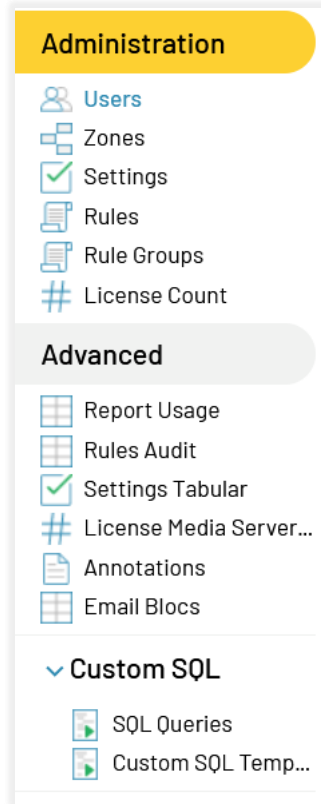 Administration
Users
Zones
Settings
Rules
Rule Groups
License Count
Advanced
Report Usage
Rules Audit
Settings Tabular
License Media Server...
Annotations
Email Blocs
Custom SQL
SQL Queries
Custom SQL Temp...